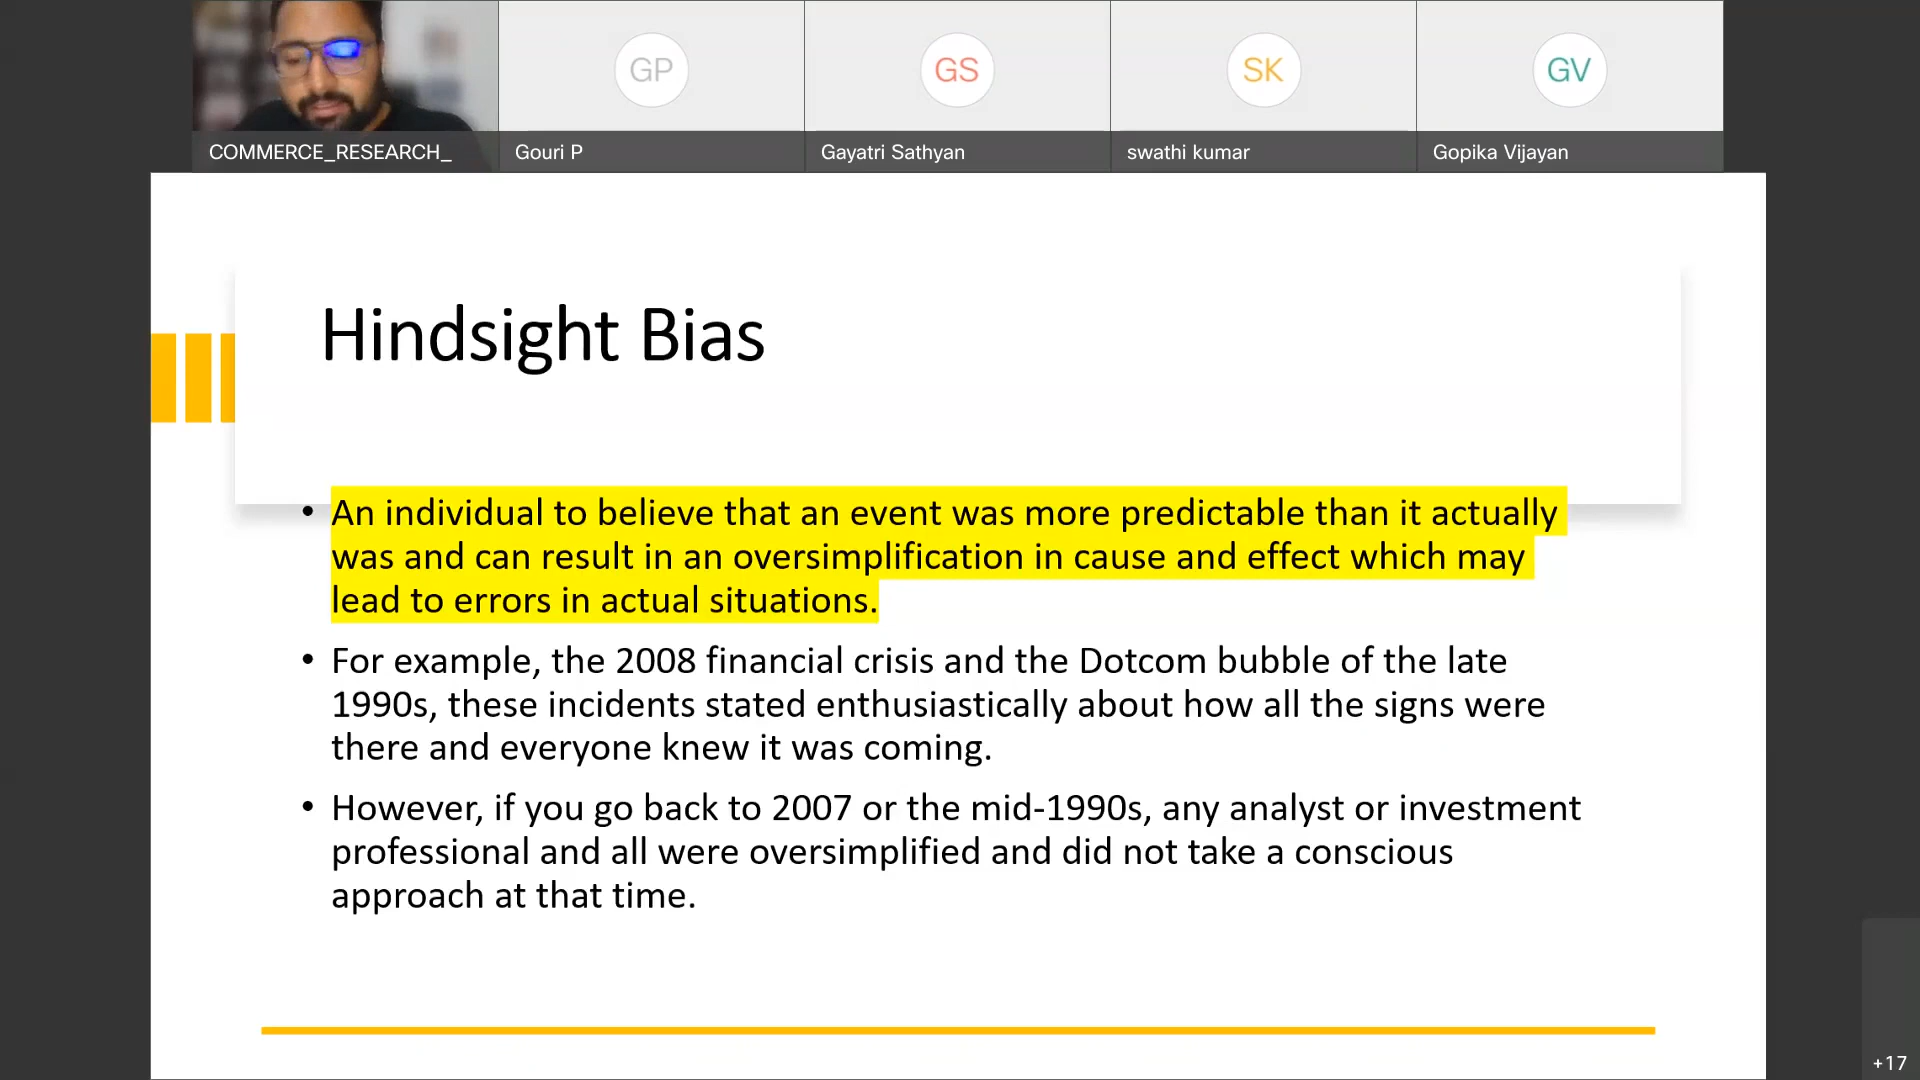 GP
GS
SK
GV
COMMERCE_RESEARCH_
Gouri P
Gayatri Sathyan
swathi kumar
Gopika Vijayan
Hindsight Bias
• An individual to believe that an event was more predictable than it actually
was and can result in an oversimplification in cause and effect which may
lead to errors in actual situations.
• For example, the 2008 financial crisis and the Dotcom bubble of the late
1990s, these incidents stated enthusiastically about how all the signs were
there and everyone knew it was coming.
• However, if you go back to 2007 or the mid-1990s, any analyst or investment
professional and all were oversimplified and did not take a conscious
approach at that time.
+17